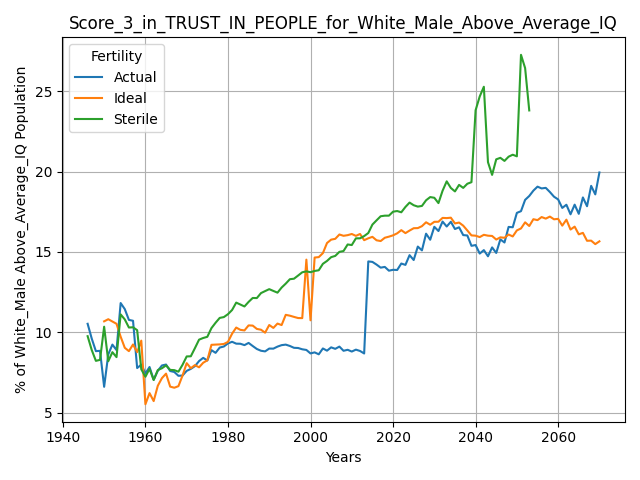 Score_3_in_TRUST_IN_PEOPLE_for_White_Male_Above_Average_IQ
Fertility
Actual
Ideal
Sterile
% of White_Male Above_Average_IQ Population
25
20
15
10
5
1940
1960
1980
2000
2020
2040
2060
Years